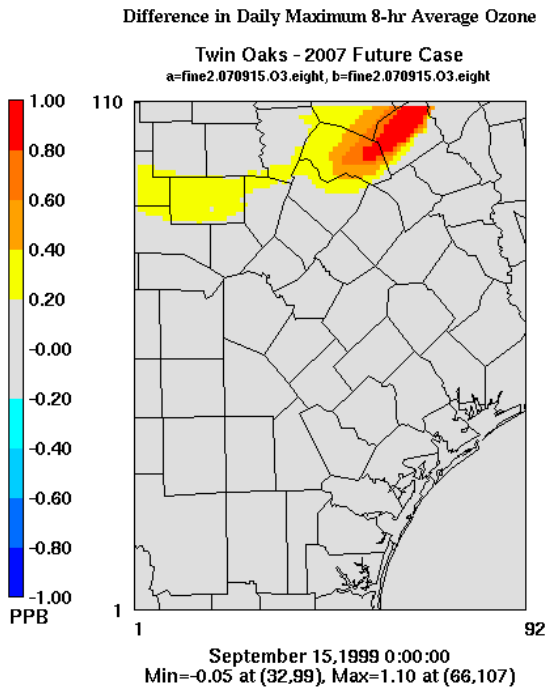 Difference in Daily Maximum 8-hr Average Ozone
Twin Oaks - 2007 Future Case
a=fine2.070915.O3.eight, b=fine2.070915.O3.eight
1.00
0.80
0.60
0.40
0.20
-0.00
-0.20
-0.40
-0.60
-0.80
-1.00
PPB
110
1
1
92
September 15,1999 0:00:00
Min=-0.05 at (32,99), Max=1.10 at (66,107)